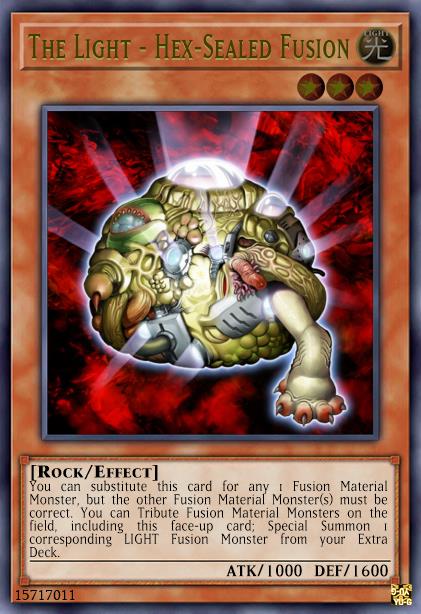 The Light - Hex-Sealed Fusion
LIGHT
光
[Rock/Effect]
You can substitute this card for any 1 Fusion Material
Monster, but the other Fusion Material Monster(s) must be
correct. You can Tribute Fusion Material Monsters on the
field, including this face-up card; Special Summon 1
corresponding LIGHT Fusion Monster from your Extra
Deck.
ATK/1000 DEF/1600
15717011